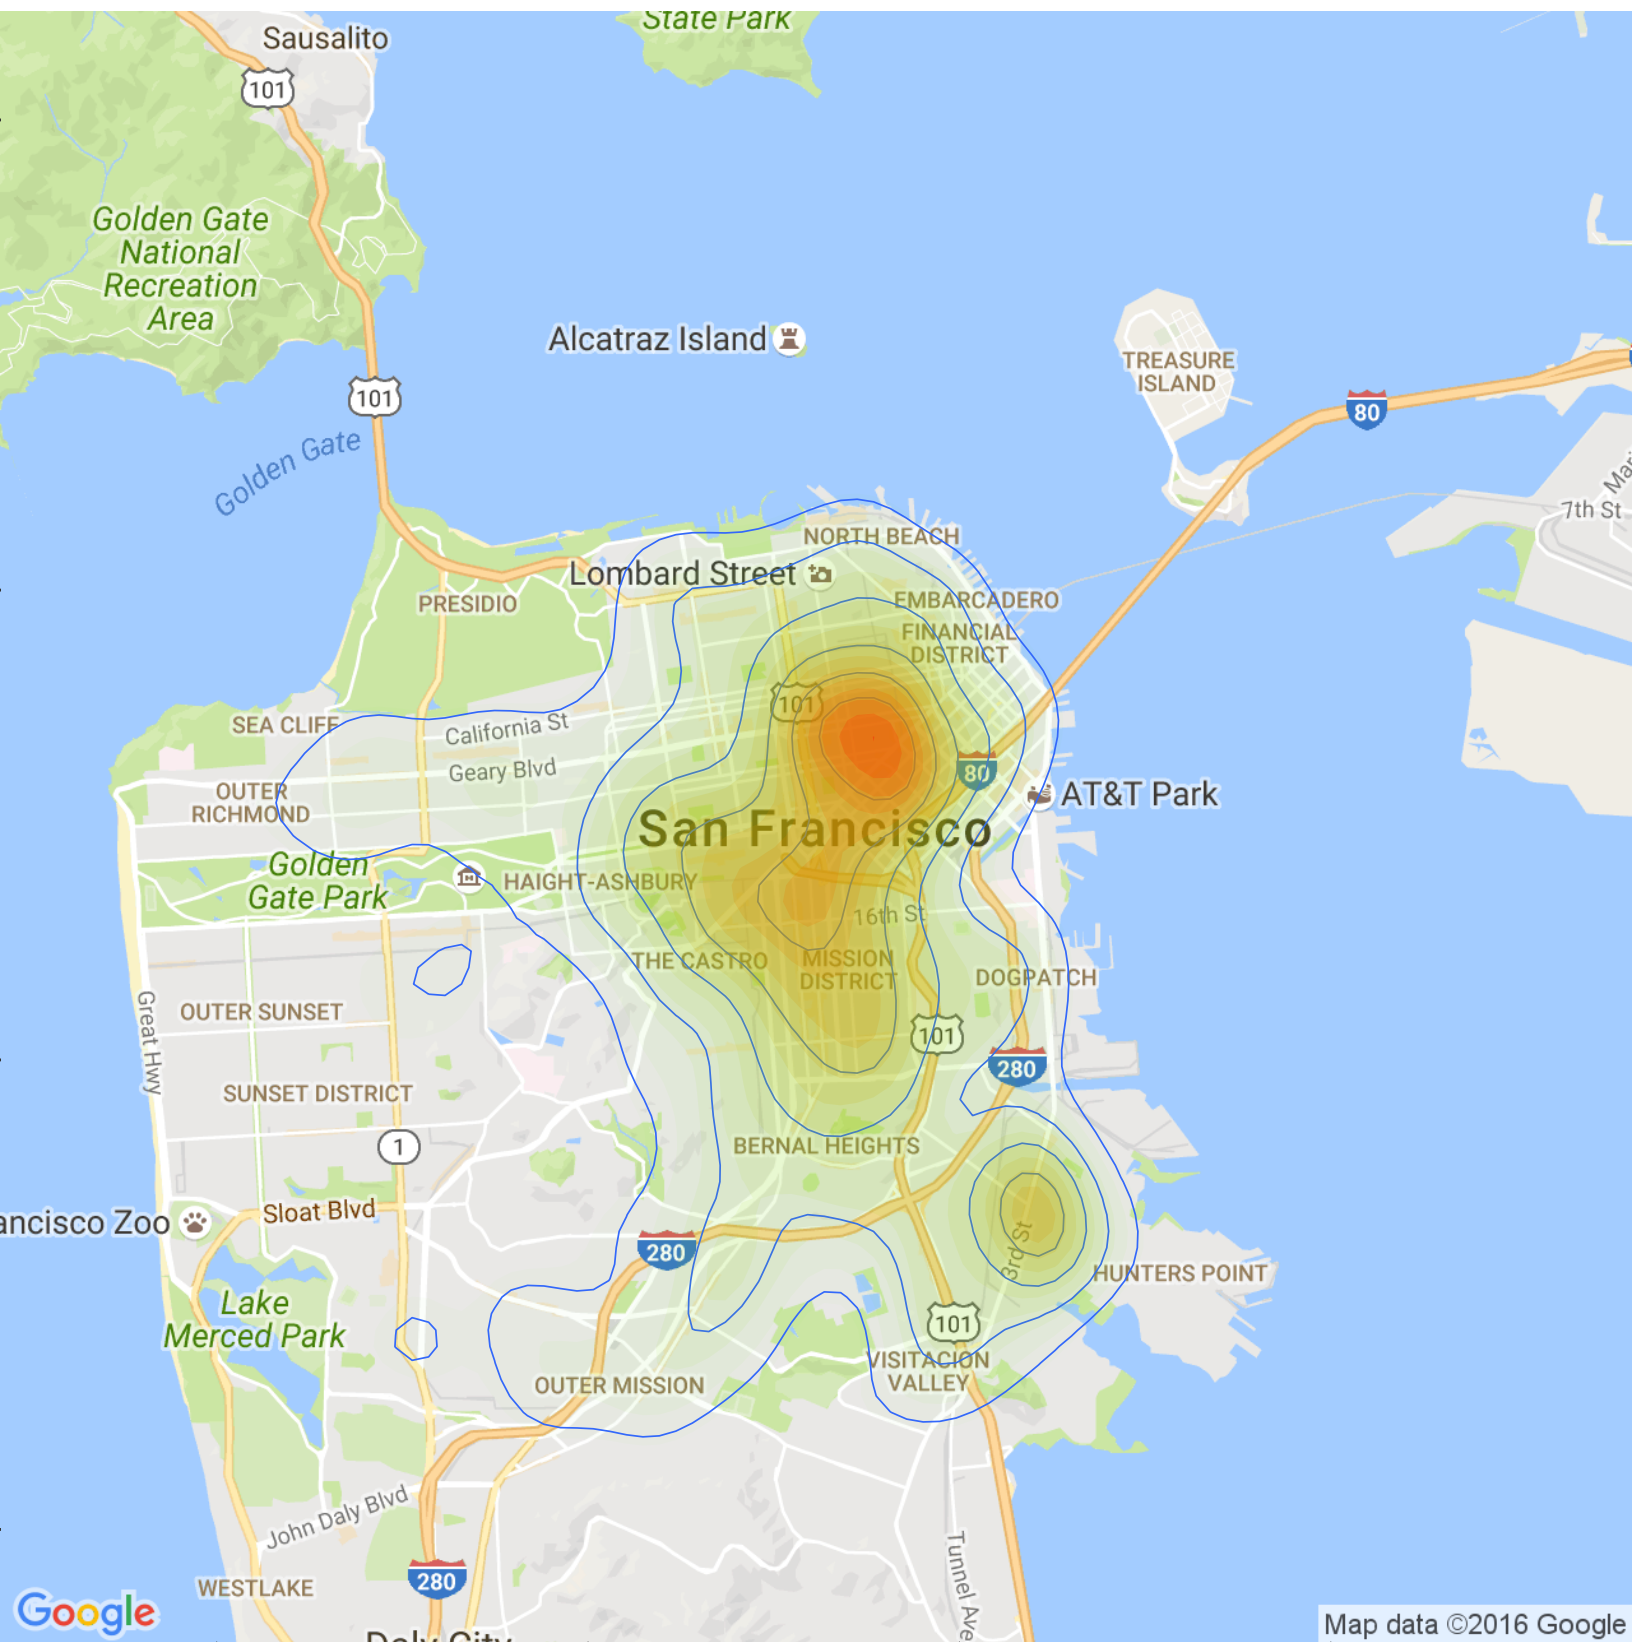 State Park
Sausalito
101
Golden Gate
National
Recreation
Area
Alcatraz Island
TREASURE
ISLAND
101
80
Golden Gate
7th St
NORTH BEACH
Lombard Street
PRESIDIO
EMBARCADERO
FINANCIAL
DISTRICT
101
SEA CLIFF
California St
Geary Blvd
80
OUTER
RICHMOND
AT&T Park
San Francisco
Golden
Gate Park
HAIGHT-ASHBURY
16th St
THE CASTRO
MISSION
DISTRICT
DOGPATCH
Great Hwy
OUTER SUNSET
101
280
SUNSET DISTRICT
1
BERNAL HEIGHTS
Sloat Blvd
ancisco Zoo
280
3rd St
HUNTERS POINT
Lake
Merced Park
101
VISITACION
VALLEY
OUTER MISSION
John Daly Blvd
Tunnel Ave
280
WESTLAKE
Google
Daly City
Map data ©2016 Google